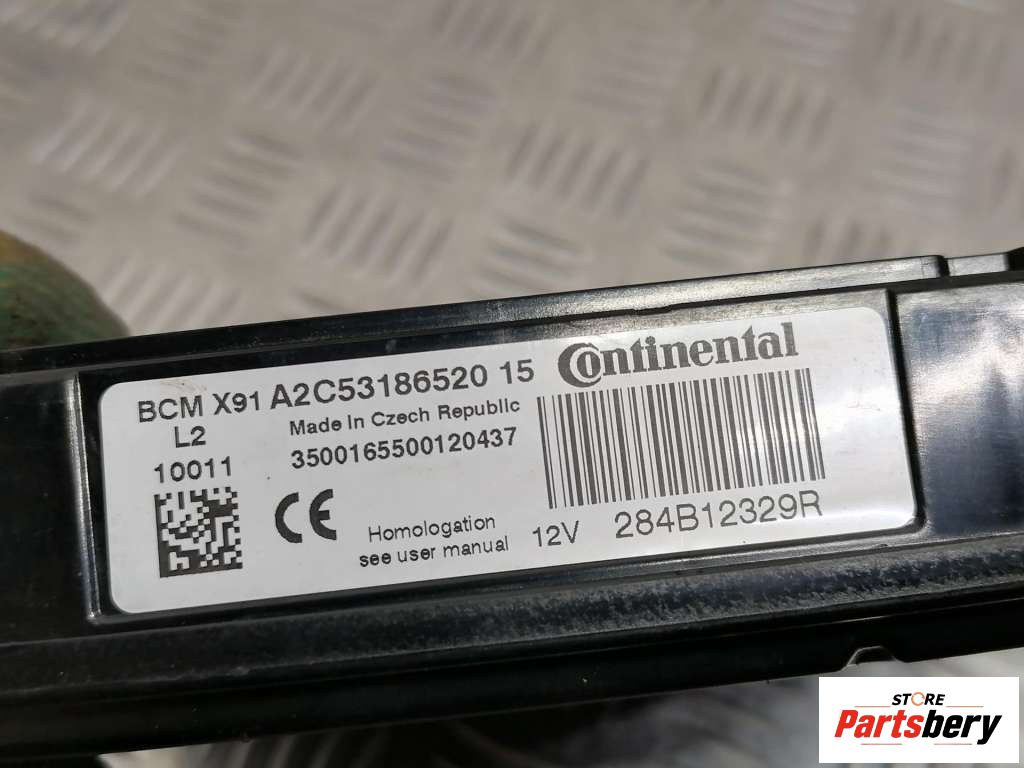 BCM X91 A2C53186520 15
Continental
L2
Made In Czech Republic
10011
3500165500120437
CE
Homologation
see user manual
12V
284B12329R
STORE
Partsbery